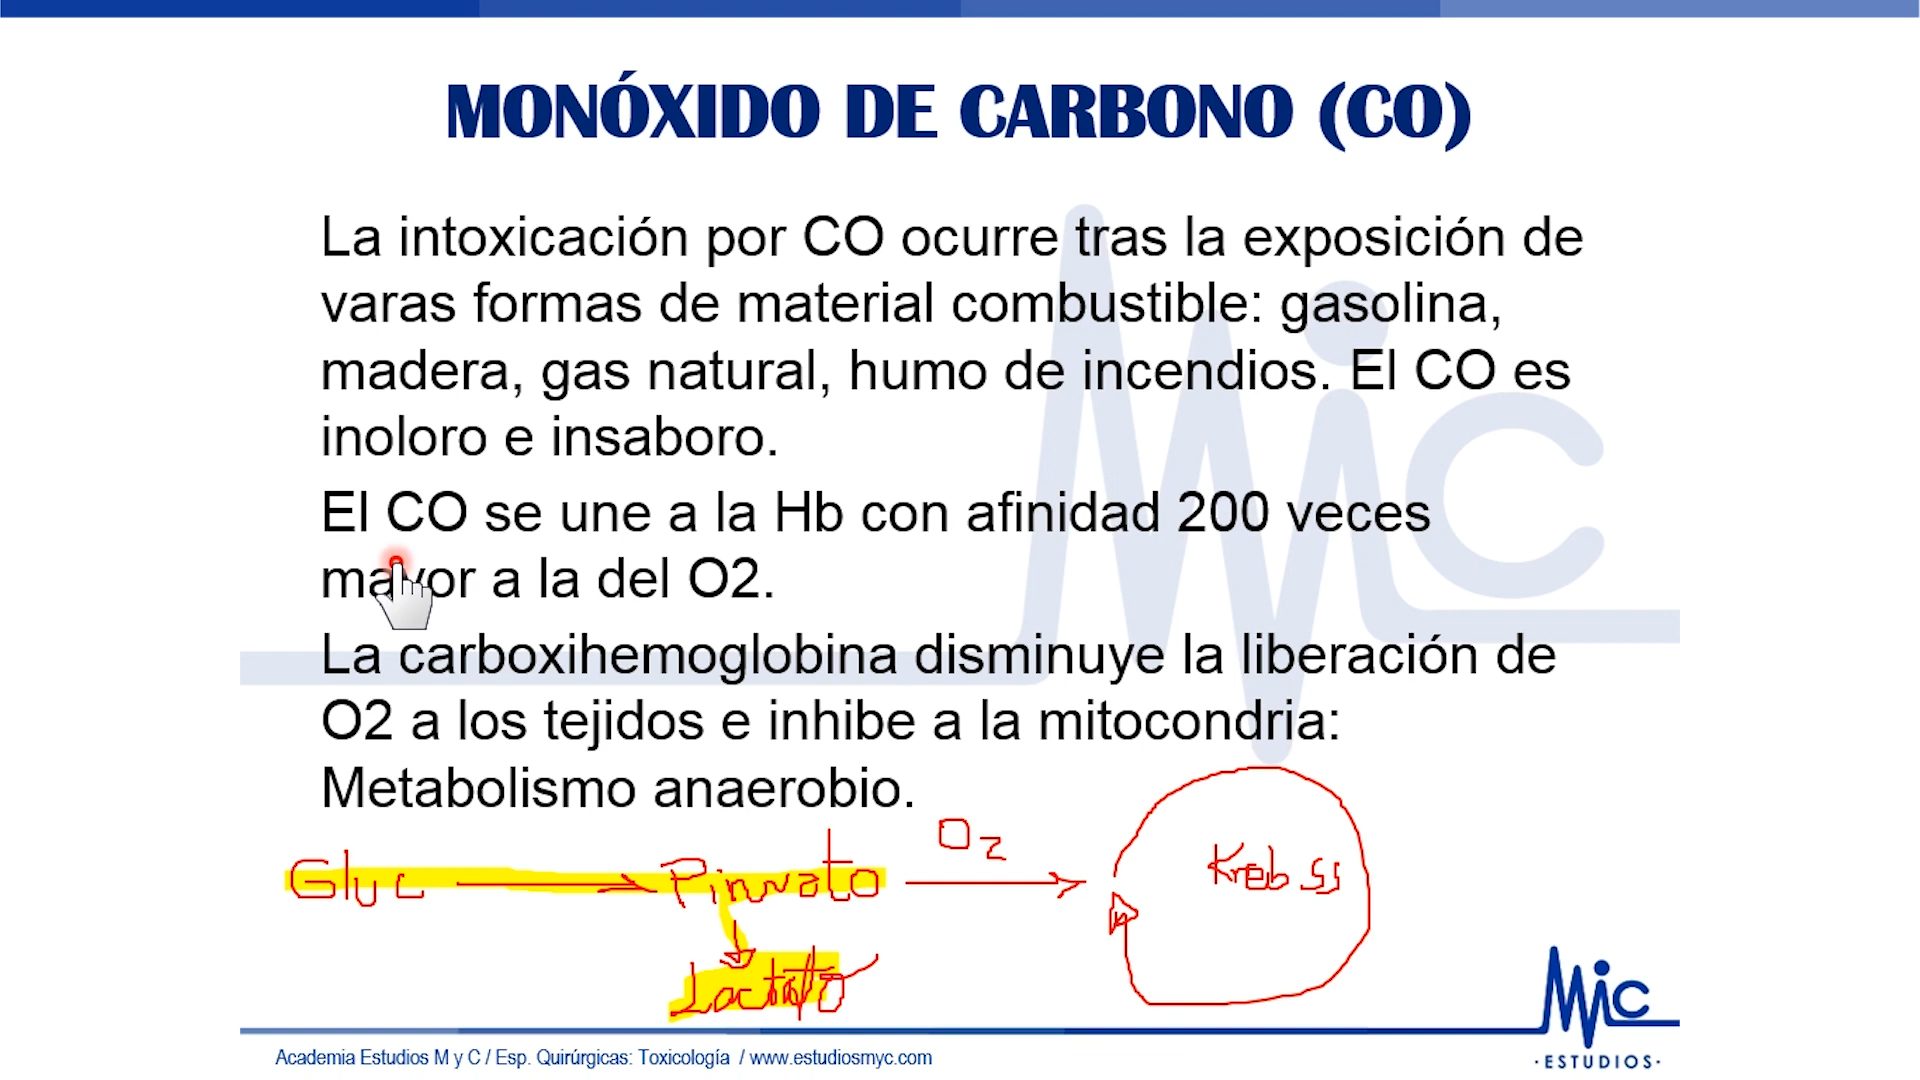 MONÓXIDO DE CARBONO (CO)
La intoxicación por CO ocurre tras la exposición de
varas formas de material combustible: gasolina,
madera, gas natural, humo de incendios. El CO es
inoloro e insaboro.
El CO se une a la Hb con afinidad 200 veces
mayor a la del O2.
La carboxihemoglobina disminuye la liberación de
O2 a los tejidos e inhibe a la mitocondria:
Metabolismo anaerobio.
Gluc Piruvato O2 Krebss
Lactato
MiC
MiC
·ESTUDIOS·
Academia Estudios M y C / Esp. Quirúrgicas: Toxicología / www.estudiosmyc.com